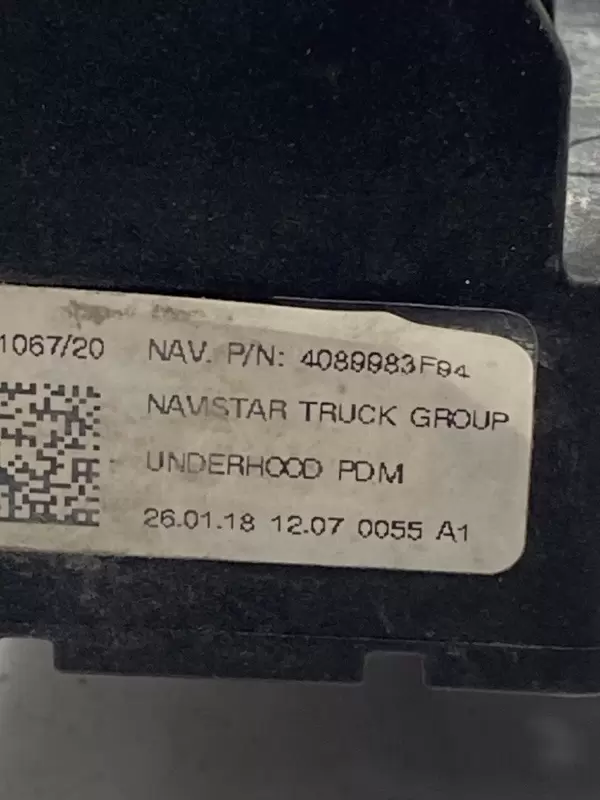 1067/20 NAV. P/N: 4089983F94
NAVISTAR TRUCK GROUP
UNDERHOOD PDM
26.01.18 12.07 0055 A1